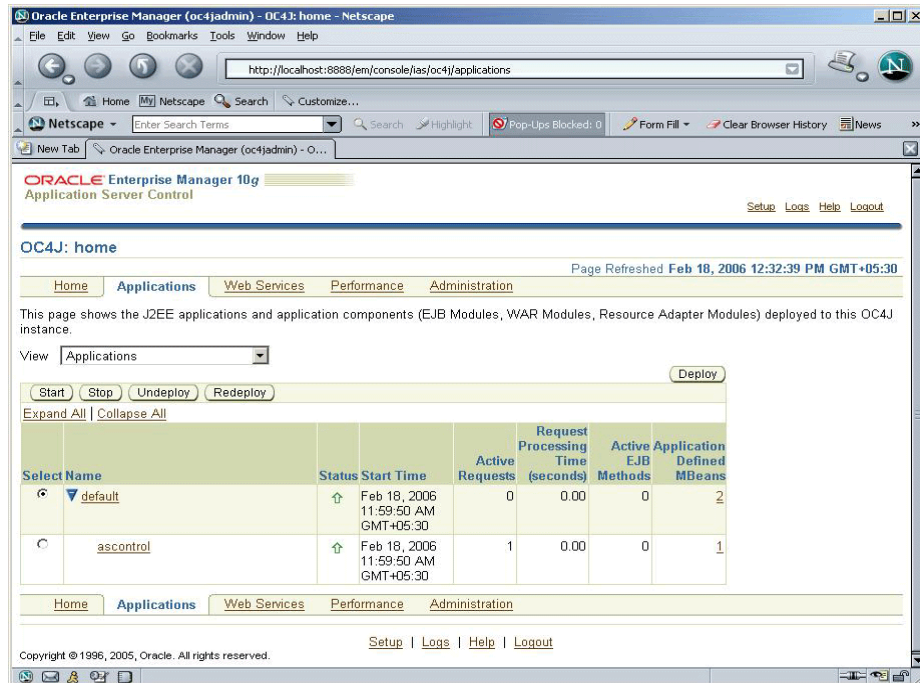 Oracle Enterprise Manager (oc4jadmin) - OC4J: home - Netscape
File Edit View Go Bookmarks Tools Window Help
http://localhost:8888/em/console/ias/oc4j/applications
Home My Netscape Search Customize...
Netscape Enter Search Terms Search Highlight Pop-Ups Blocked: 0 Form Fill Clear Browser History News »
New Tab Oracle Enterprise Manager (oc4jadmin) - O...
ORACLE Enterprise Manager 10g
Application Server Control
Setup Logs Help Logout
OC4J: home
Page Refreshed Feb 18, 2006 12:32:39 PM GMT+05:30
Home Applications Web Services Performance Administration
This page shows the J2EE applications and application components (EJB Modules, WAR Modules, Resource Adapter Modules) deployed to this OC4J
instance.
View Applications
Deploy
Start Stop Undeploy Redeploy
Expand All | Collapse All
Select Name Status Start Time Active Requests Request Processing Time (seconds) Active EJB Methods Application Defined MBeans
default Feb 18, 2006 0 0.00 0 2
11:59:50 AM
GMT+05:30
ascontrol Feb 18, 2006 1 0.00 0 1
11:59:50 AM
GMT+05:30
Home Applications Web Services Performance Administration
Setup | Logs | Help | Logout
Copyright © 1996, 2005, Oracle. All rights reserved.